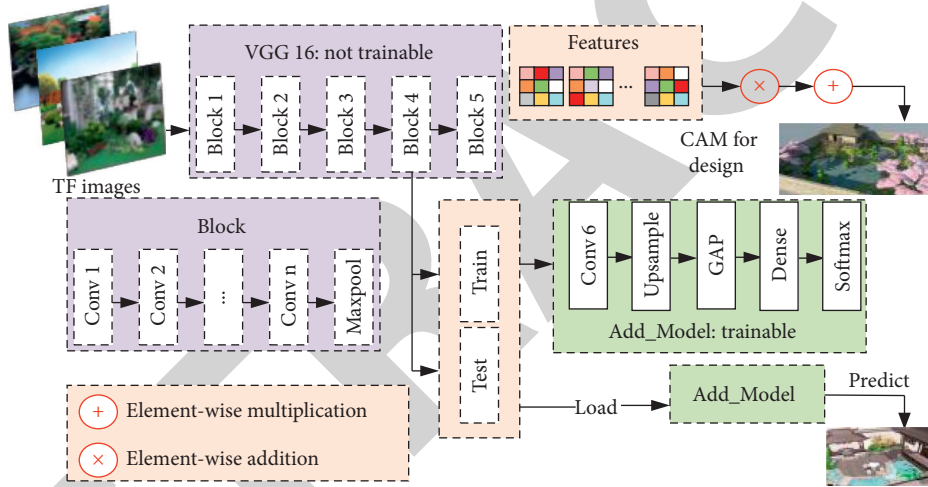 VGG 16: not trainable
Block 1
Block 2
Block 3
Block 4
Block 5
TF images
Features
...
×
+
CAM for
design
Block
Conv 1
Conv 2
...
Conv n
Maxpool
Train
Test
Conv 6
Upsample
GAP
Dense
Softmax
Add_Model: trainable
+ Element-wise multiplication
× Element-wise addition
Load
Add_Model
Predict